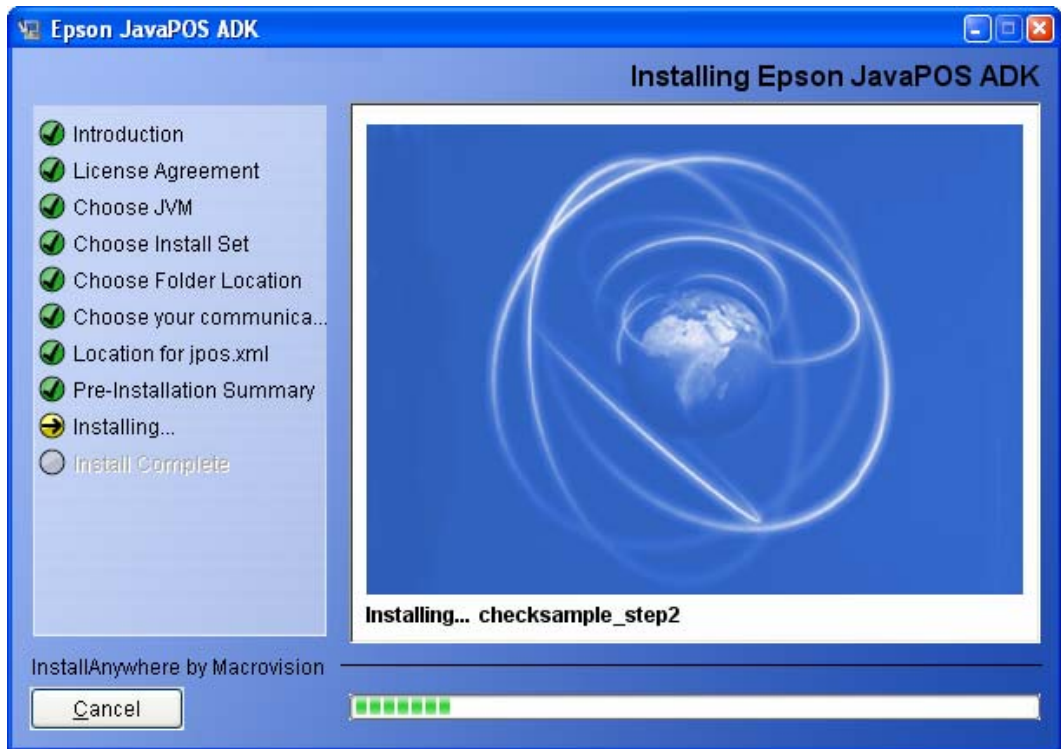 Epson JavaPOS ADK
Installing Epson JavaPOS ADK
Introduction
License Agreement
Choose JVM
Choose Install Set
Choose Folder Location
Choose your communica...
Location for jpos.xml
Pre-Installation Summary
Installing...
Install Complete
Installing... checksample_step2
InstallAnywhere by Macrovision
Cancel